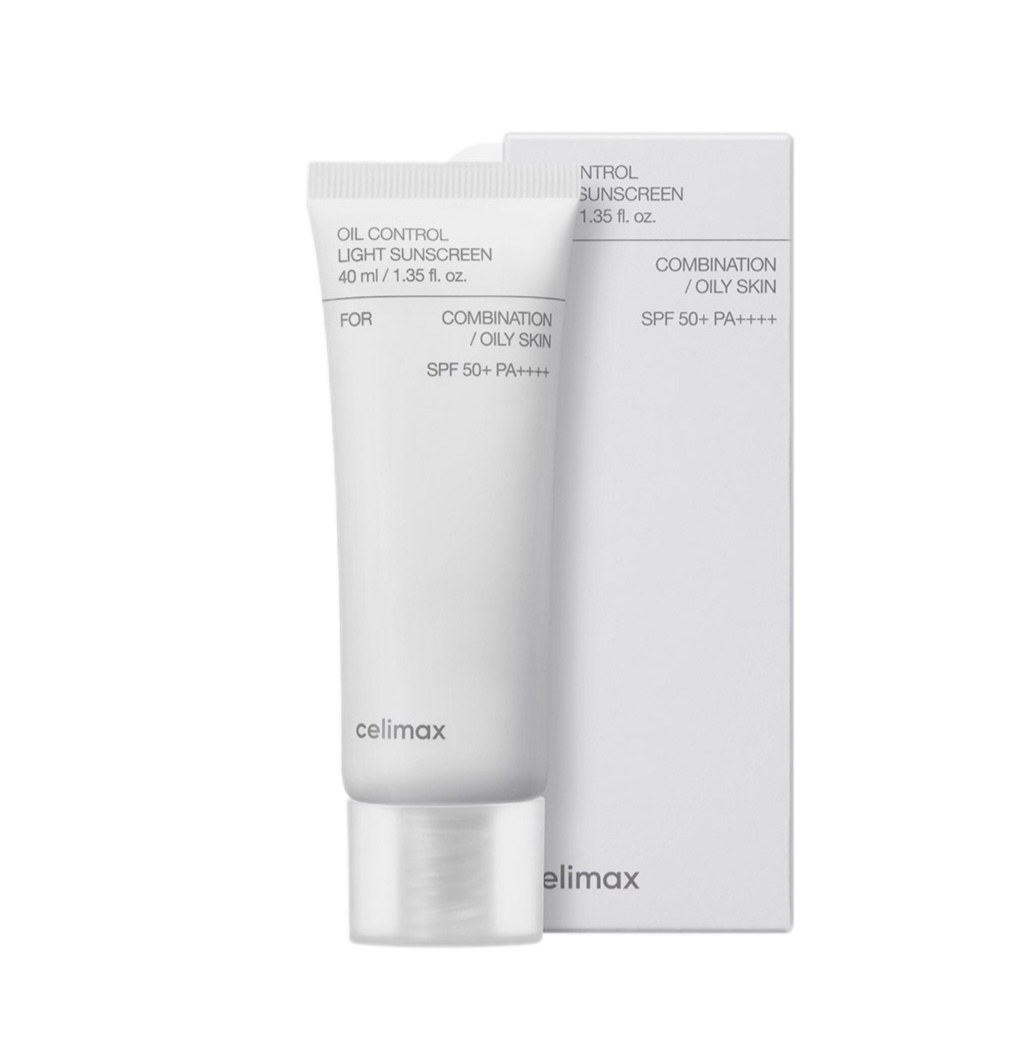 OIL CONTROL
LIGHT SUNSCREEN
40 ml / 1.35 fl. oz.
FOR COMBINATION
/ OILY SKIN
SPF 50+ PA++++
celimax
NTROL
SUNSCREEN
1.35 fl. oz.
COMBINATION
/ OILY SKIN
SPF 50+ PA++++
elimax